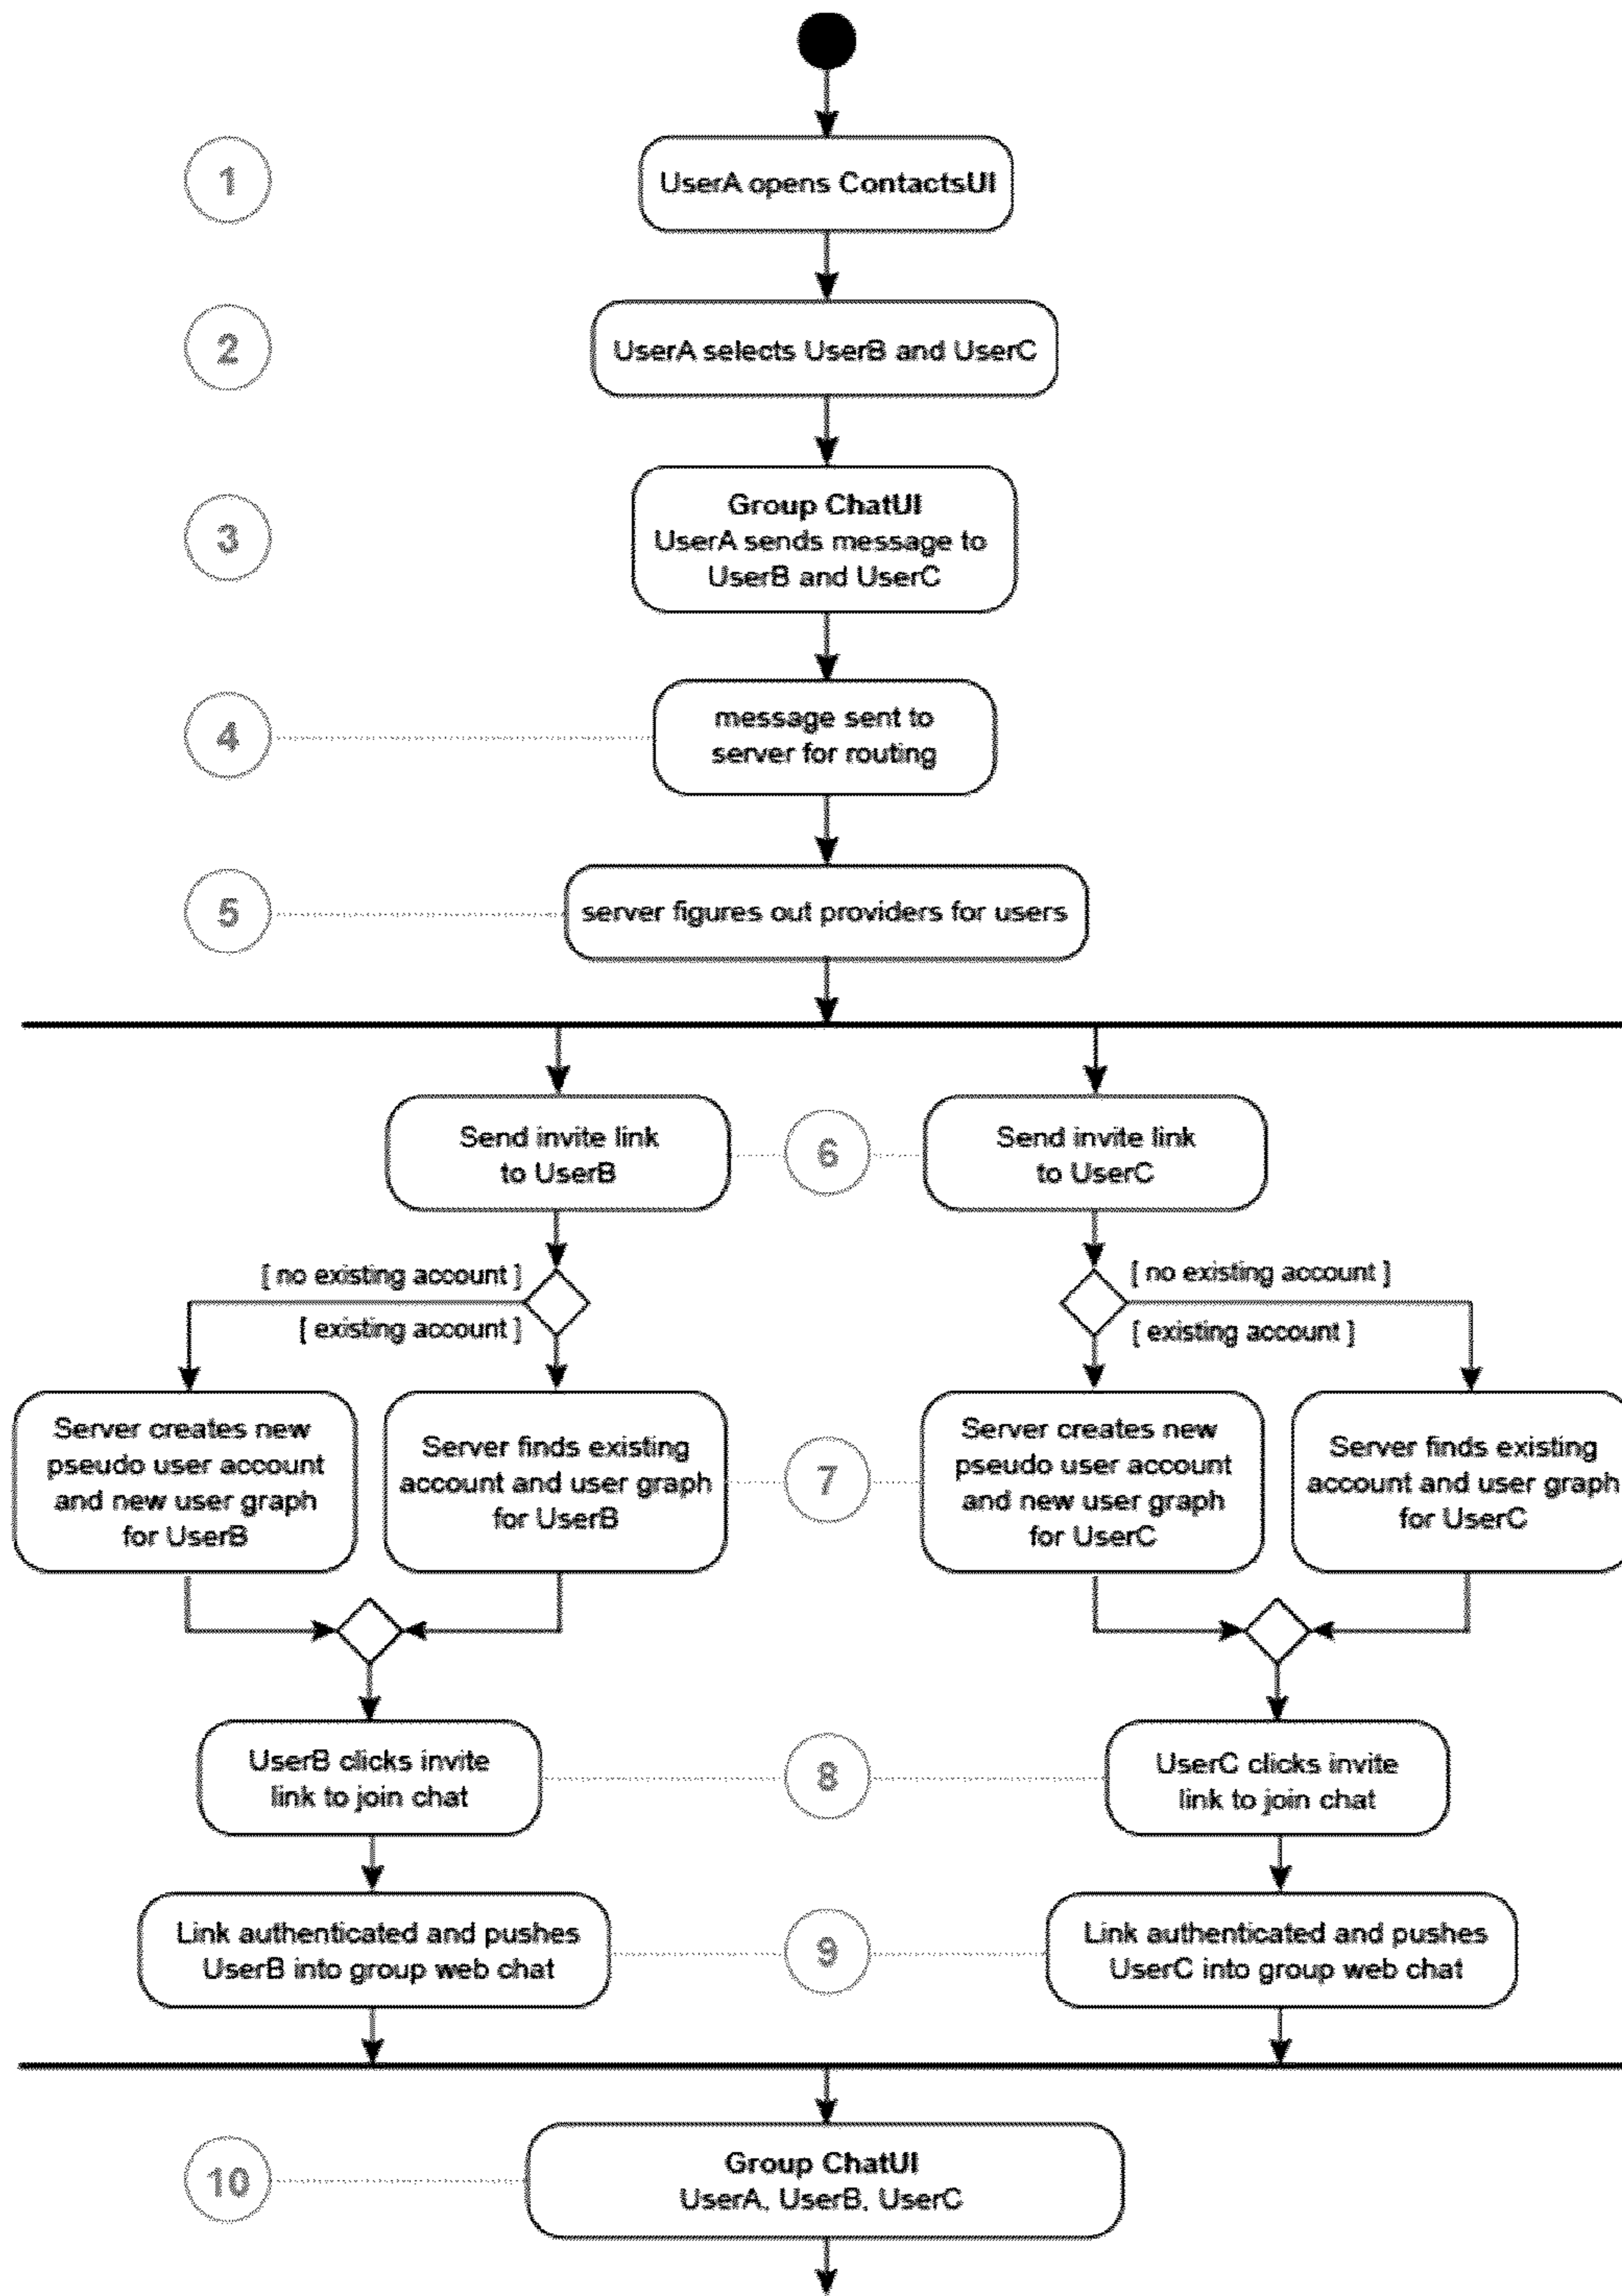 1
UserA opens ContactsUI
2
UserA selects UserB and UserC
3
Group ChatUI
UserA sends message to
UserB and UserC
4
message sent to
server for routing
5
server figures out providers for users
Send invite link
to UserB
6
Send invite link
to UserC
[ no existing account ]
[ existing account ]
[ no existing account ]
[ existing account ]
Server creates new
pseudo user account
and new user graph
for UserB
Server finds existing
account and user graph
for UserB
7
Server creates new
pseudo user account
and new user graph
for UserC
Server finds existing
account and user graph
for UserC
UserB clicks invite
link to join chat
8
UserC clicks invite
link to join chat
Link authenticated and pushes
UserB into group web chat
9
Link authenticated and pushes
UserC into group web chat
10
Group ChatUI
UserA, UserB, UserC